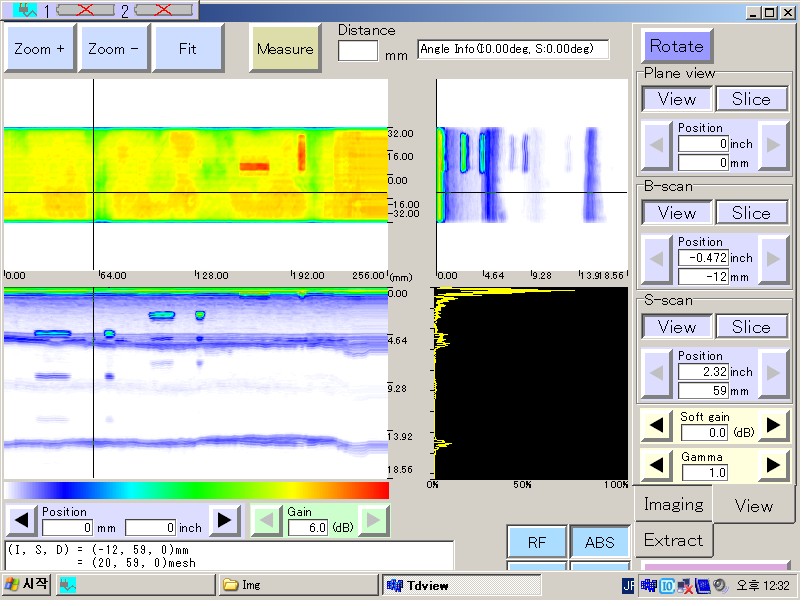 1 2
Zoom +
Zoom −
Fit
Measure
Distance
mm
Angle Info(I:0.00deg, S:0.00deg)
Rotate
Plane view
View
Slice
Position
0 inch
0 mm
32.00
16.00
0.00
-16.00
-32.00
0.00 64.00 128.00 192.00 256.00 (mm)
0.00 4.64 9.28 13.9 18.56
B-scan
View
Slice
Position
-0.472 inch
-12 mm
0.00
4.64
9.28
13.92
18.56
0% 50% 100%
S-scan
View
Slice
Position
2.32 inch
59 mm
Soft gain
0.0 (dB)
Gamma
1.0
Position
0 mm 0 inch
Gain
6.0 (dB)
RF
ABS
Imaging
View
Extract
(I, S, D) = (-12, 59, 0)mm
= (20, 59, 0)mesh
시작
Img
Tdview
JP
오후 12:32